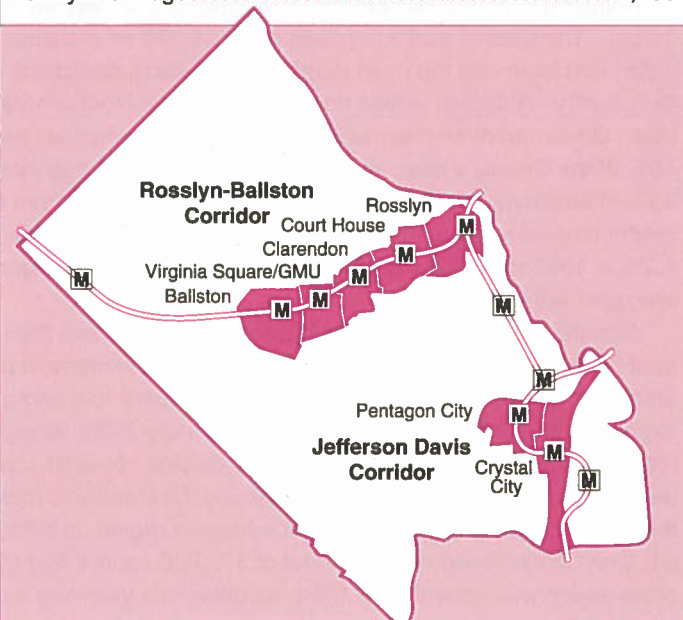 Rosslyn-Ballston
Corridor
Rosslyn
Court House
Clarendon
Virginia Square/GMU
Ballston
M
M
M
M
M
M
M
M
M
M
M
Pentagon City
Jefferson Davis
Corridor
Crystal
City